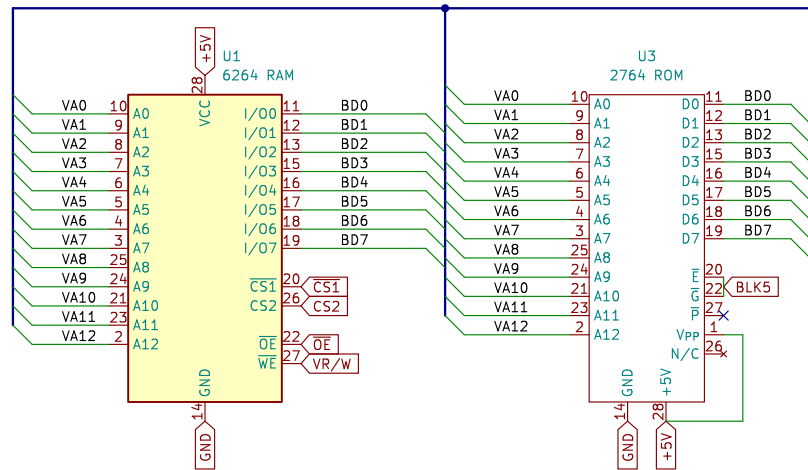 +5V
U1
6264 RAM
28
VCC
VA0 10 A0 I/O0 11 BD0
VA1 9 A1 I/O1 12 BD1
VA2 8 A2 I/O2 13 BD2
VA3 7 A3 I/O3 15 BD3
VA4 6 A4 I/O4 16 BD4
VA5 5 A5 I/O5 17 BD5
VA6 4 A6 I/O6 18 BD6
VA7 3 A7 I/O7 19 BD7
VA8 25 A8
VA9 24 A9 CS1 20 CS1
VA10 21 A10 CS2 26 CS2
VA11 23 A11
VA12 2 A12 OE 22 OE
WE 27 VR/W
GND
14
GND
U3
2764 ROM
VA0 10 A0 D0 11 BD0
VA1 9 A1 D1 12 BD1
VA2 8 A2 D2 13 BD2
VA3 7 A3 D3 15 BD3
VA4 6 A4 D4 16 BD4
VA5 5 A5 D5 17 BD5
VA6 4 A6 D6 18 BD6
VA7 3 A7 D7 19 BD7
VA8 25 A8
VA9 24 A9 E 20
VA10 21 A10 G 22 BLK5
VA11 23 A11 P 27
VA12 2 A12 VPP 1
N/C 26
GND +5V
14 28
GND +5V